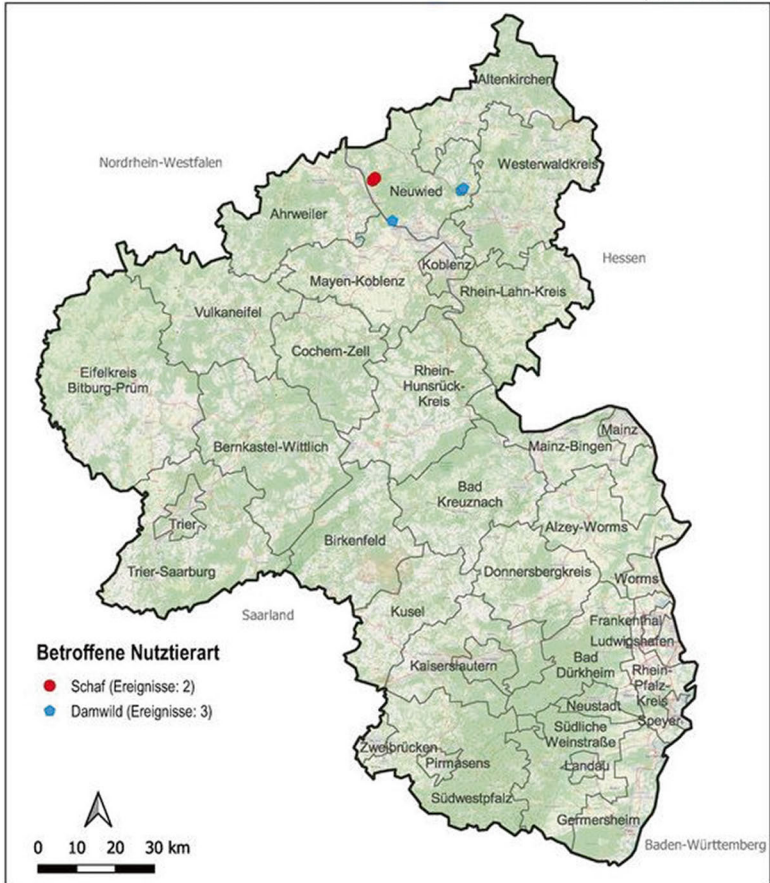 Altenkirchen
Nordrhein-Westfalen
Westerwaldkreis
Neuwied
Ahrweiler
Hessen
Koblenz
Mayen-Koblenz
Rhein-Lahn-Kreis
Vulkaneifel
Cochem-Zell
Eifelkreis
Bitburg-Prüm
Rhein-
Hunsrück-
Kreis
Mainz
Mainz-Bingen
Bernkastel-Wittlich
Bad
Kreuznach
Trier
Alzey-Worms
Birkenfeld
Trier-Saarburg
Donnersbergkreis
Worms
Saarland
Kusel
Frankenthal
Ludwigshafen
Betroffene Nutztierart
Schaf (Ereignisse: 2)
Damwild (Ereignisse: 3)
Kaiserslautern
Bad
Dürkheim
Rhein-
Pfalz-
Kreis
Neustadt
Speyer
Südliche
Weinstraße
Zweibrücken
Pirmasens
Landau
Südwestpfalz
Germersheim
Baden-Württemberg
0 10 20 30 km